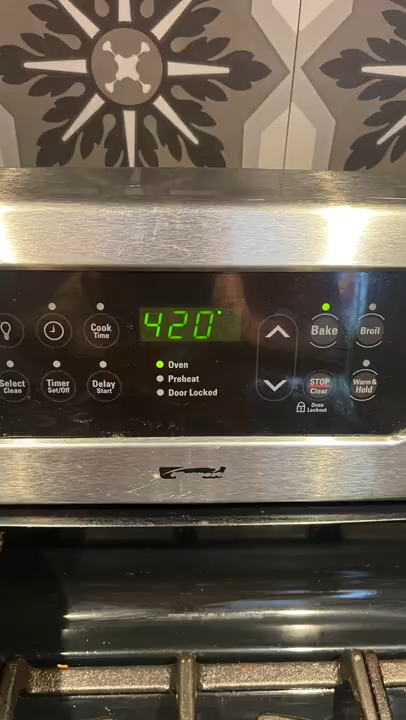 420°
Cook
Time
Bake
Broil
Oven
Preheat
Door Locked
Select
Clean
Timer
Set/Off
Delay
Start
STOP
Clear
Warm &
Hold
Oven
Lockout